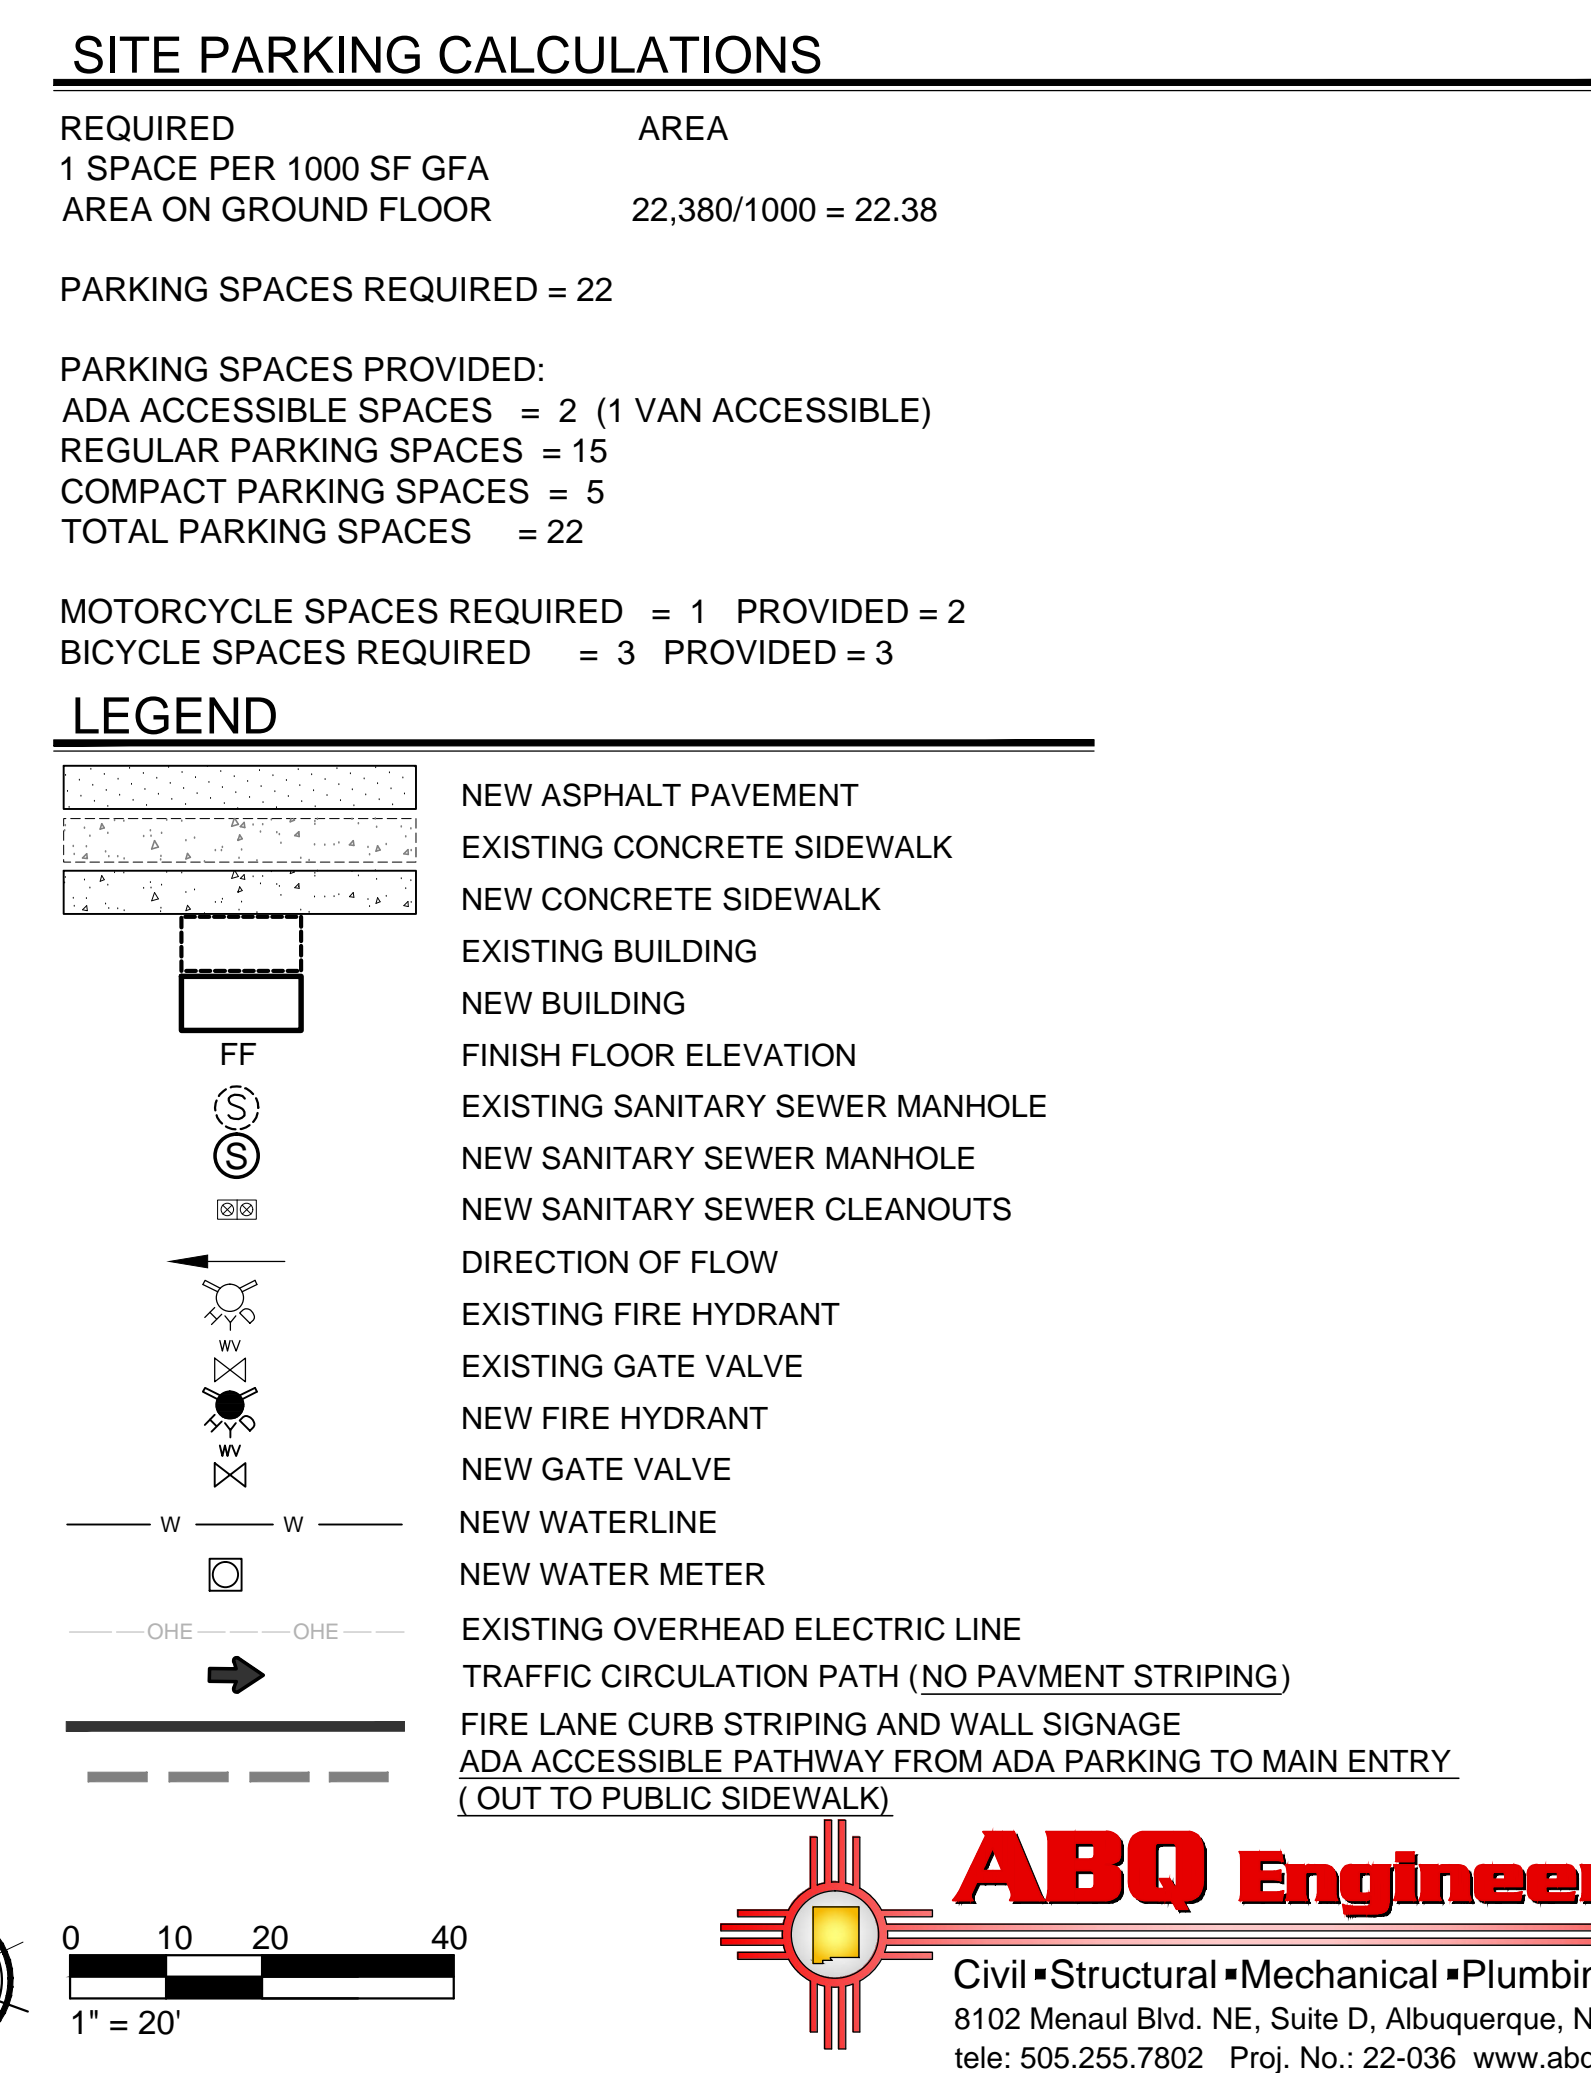 SITE PARKING CALCULATIONS
REQUIRED AREA
1 SPACE PER 1000 SF GFA
AREA ON GROUND FLOOR 22,380/1000 = 22.38
PARKING SPACES REQUIRED = 22
PARKING SPACES PROVIDED:
ADA ACCESSIBLE SPACES = 2 (1 VAN ACCESSIBLE)
REGULAR PARKING SPACES = 15
COMPACT PARKING SPACES = 5
TOTAL PARKING SPACES = 22
MOTORCYCLE SPACES REQUIRED = 1 PROVIDED = 2
BICYCLE SPACES REQUIRED = 3 PROVIDED = 3
LEGEND
NEW ASPHALT PAVEMENT
EXISTING CONCRETE SIDEWALK
NEW CONCRETE SIDEWALK
EXISTING BUILDING
NEW BUILDING
FF FINISH FLOOR ELEVATION
S EXISTING SANITARY SEWER MANHOLE
S NEW SANITARY SEWER MANHOLE
NEW SANITARY SEWER CLEANOUTS
DIRECTION OF FLOW
HYD EXISTING FIRE HYDRANT
WV EXISTING GATE VALVE
HYD NEW FIRE HYDRANT
WV NEW GATE VALVE
W W NEW WATERLINE
NEW WATER METER
OHE OHE EXISTING OVERHEAD ELECTRIC LINE
TRAFFIC CIRCULATION PATH (NO PAVMENT STRIPING)
FIRE LANE CURB STRIPING AND WALL SIGNAGE
ADA ACCESSIBLE PATHWAY FROM ADA PARKING TO MAIN ENTRY
( OUT TO PUBLIC SIDEWALK)
0 10 20 40
1" = 20'
ABQ Engineer
Civil▪Structural▪Mechanical▪Plumbin
8102 Menaul Blvd. NE, Suite D, Albuquerque, N
tele: 505.255.7802 Proj. No.: 22-036 www.abq